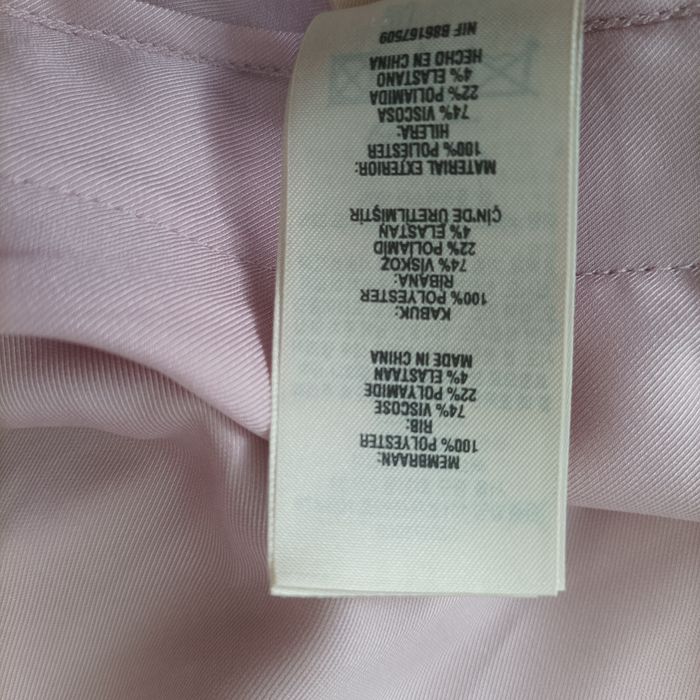 MEMBRAAN:
100% POLYESTER
RIB:
74% VISCOSE
22% POLYAMIDE
4% ELASTAAN
MADE IN CHINA
KABUK:
100% POLYESTER
RİBANA:
74% VİSKOZ
22% POLİAMİD
4% ELASTAN
ÇİN'DE ÜRETİLMİŞTİR
MATERIAL EXTERIOR:
100% POLIÉSTER
HILERA:
74% VISCOSA
22% POLIAMIDA
4% ELASTANO
HECHO EN CHINA
NIF B86167509